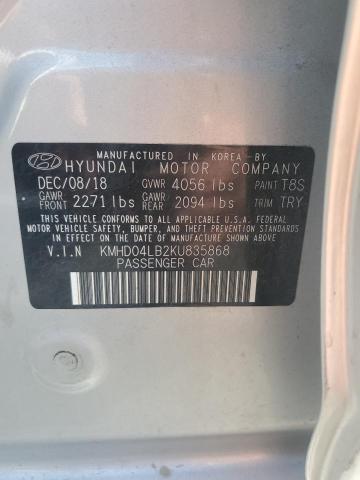 MANUFACTURED IN KOREA-BY
HYUNDAI MOTOR COMPANY
DEC/08/18 GVWR 4056 lbs PAINT T8S
GAWR FRONT 2271 lbs GAWR REAR 2094 lbs TRIM TRY
THIS CONFORMS TO ALL APPLICABLE U.S.A. FEDERAL
MOTOR VEHICLE SAFETY, BUMPER, AND THEFT PREVENTION
STANDARDS IN EFFECT ON THE DATE OF MANUFACTURE
SHOWN ABOVE.
V.I.N KMHD04LB2KU835868
PASSENGER CAR